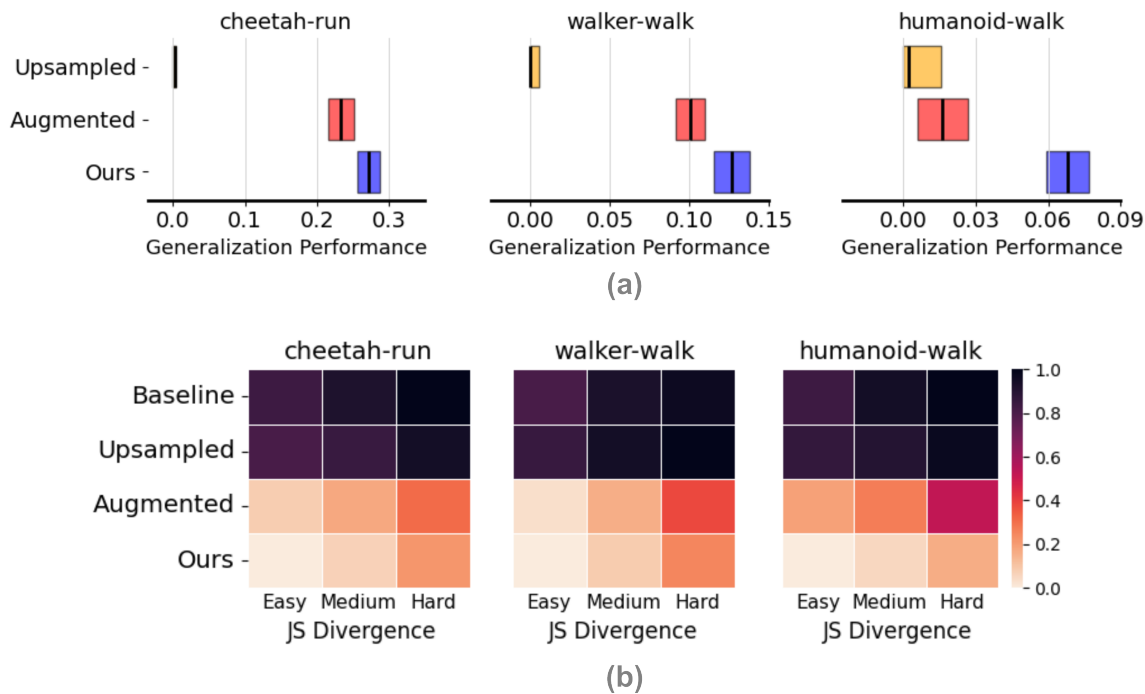 cheetah-run walker-walk humanoid-walk
Upsampled
Augmented
Ours
0.0 0.1 0.2 0.3 0.00 0.05 0.10 0.15 0.00 0.03 0.06 0.09
Generalization Performance Generalization Performance Generalization Performance
(a)
cheetah-run walker-walk humanoid-walk
Baseline
Upsampled
Augmented
Ours
1.0
0.8
0.6
0.4
0.2
0.0
Easy Medium Hard Easy Medium Hard Easy Medium Hard
JS Divergence JS Divergence JS Divergence
(b)